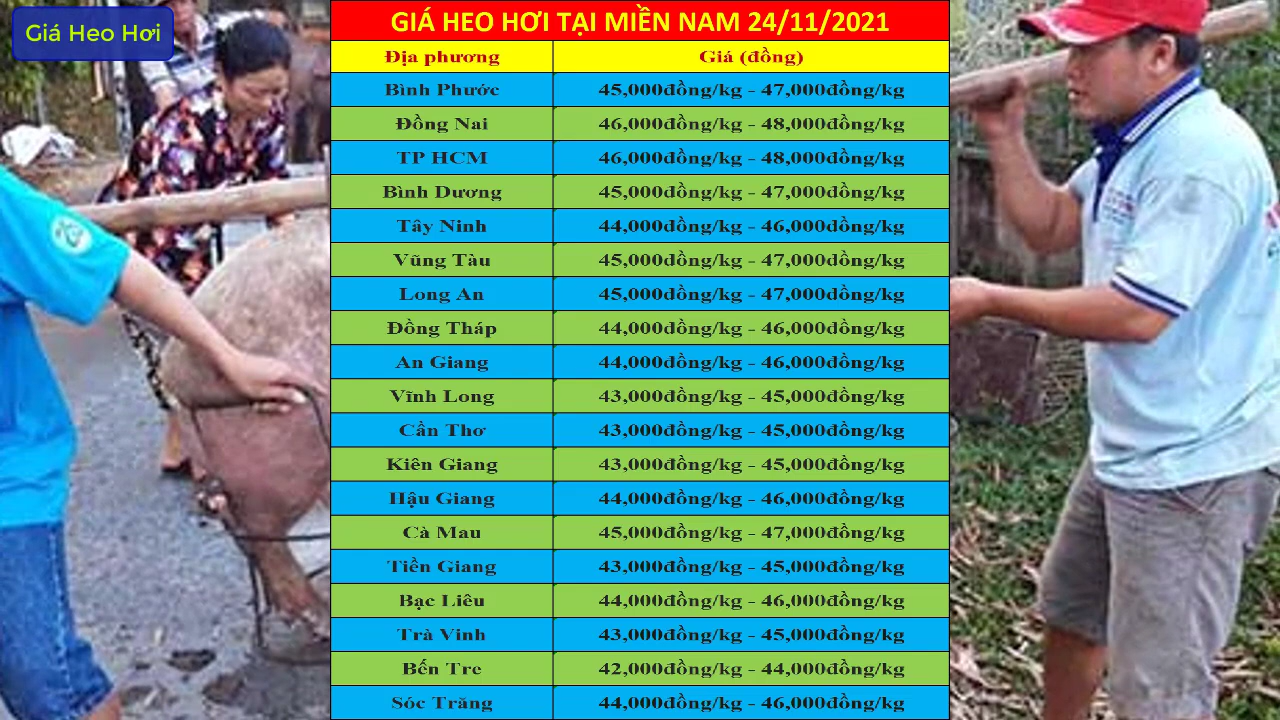 Giá Heo Hơi
GIÁ HEO HƠI TẠI MIỀN NAM 24/11/2021
Địa phương Giá (đồng)
Bình Phước 45,000đồng/kg - 47,000đồng/kg
Đồng Nai 46,000đồng/kg - 48,000đồng/kg
TP HCM 46,000đồng/kg - 48,000đồng/kg
Bình Dương 45,000đồng/kg - 47,000đồng/kg
Tây Ninh 44,000đồng/kg - 46,000đồng/kg
Vũng Tàu 45,000đồng/kg - 47,000đồng/kg
Long An 45,000đồng/kg - 47,000đồng/kg
Đồng Tháp 44,000đồng/kg - 46,000đồng/kg
An Giang 44,000đồng/kg - 46,000đồng/kg
Vĩnh Long 43,000đồng/kg - 45,000đồng/kg
Cần Thơ 43,000đồng/kg - 45,000đồng/kg
Kiên Giang 43,000đồng/kg - 45,000đồng/kg
Hậu Giang 44,000đồng/kg - 46,000đồng/kg
Cà Mau 45,000đồng/kg - 47,000đồng/kg
Tiền Giang 43,000đồng/kg - 45,000đồng/kg
Bạc Liêu 44,000đồng/kg - 46,000đồng/kg
Trà Vinh 43,000đồng/kg - 45,000đồng/kg
Bến Tre 42,000đồng/kg - 44,000đồng/kg
Sóc Trăng 44,000đồng/kg - 46,000đồng/kg